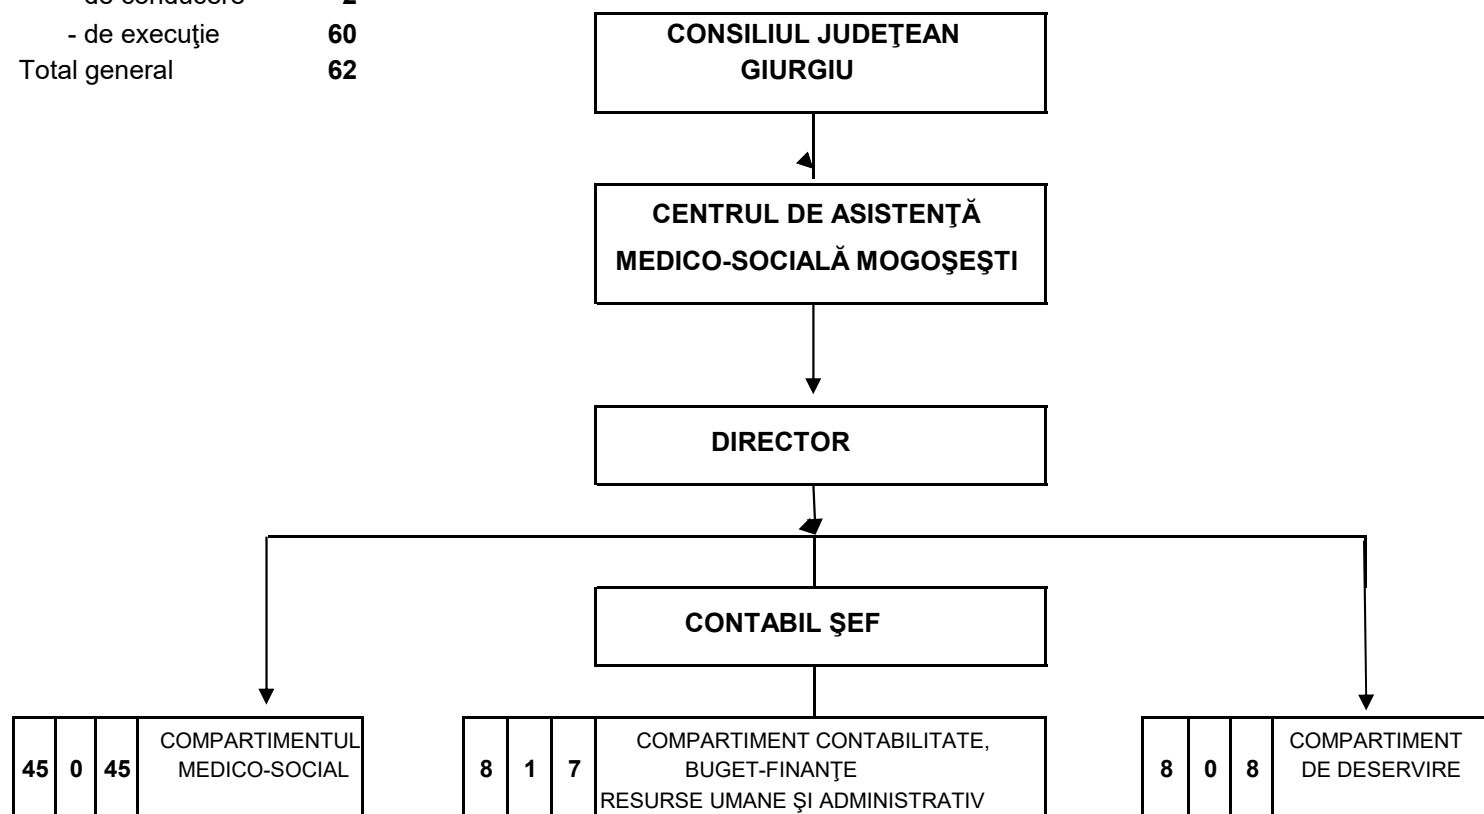 - de execuţie 60
Total general 62
CONSILIUL JUDEŢEAN
GIURGIU
CENTRUL DE ASISTENŢĂ
MEDICO-SOCIALĂ MOGOŞEŞTI
DIRECTOR
CONTABIL ŞEF
45 0 45
COMPARTIMENTUL
MEDICO-SOCIAL
8 1 7
COMPARTIMENT CONTABILITATE,
BUGET-FINANŢE
RESURSE UMANE ŞI ADMINISTRATIV
8 0 8
COMPARTIMENT
DE DESERVIRE